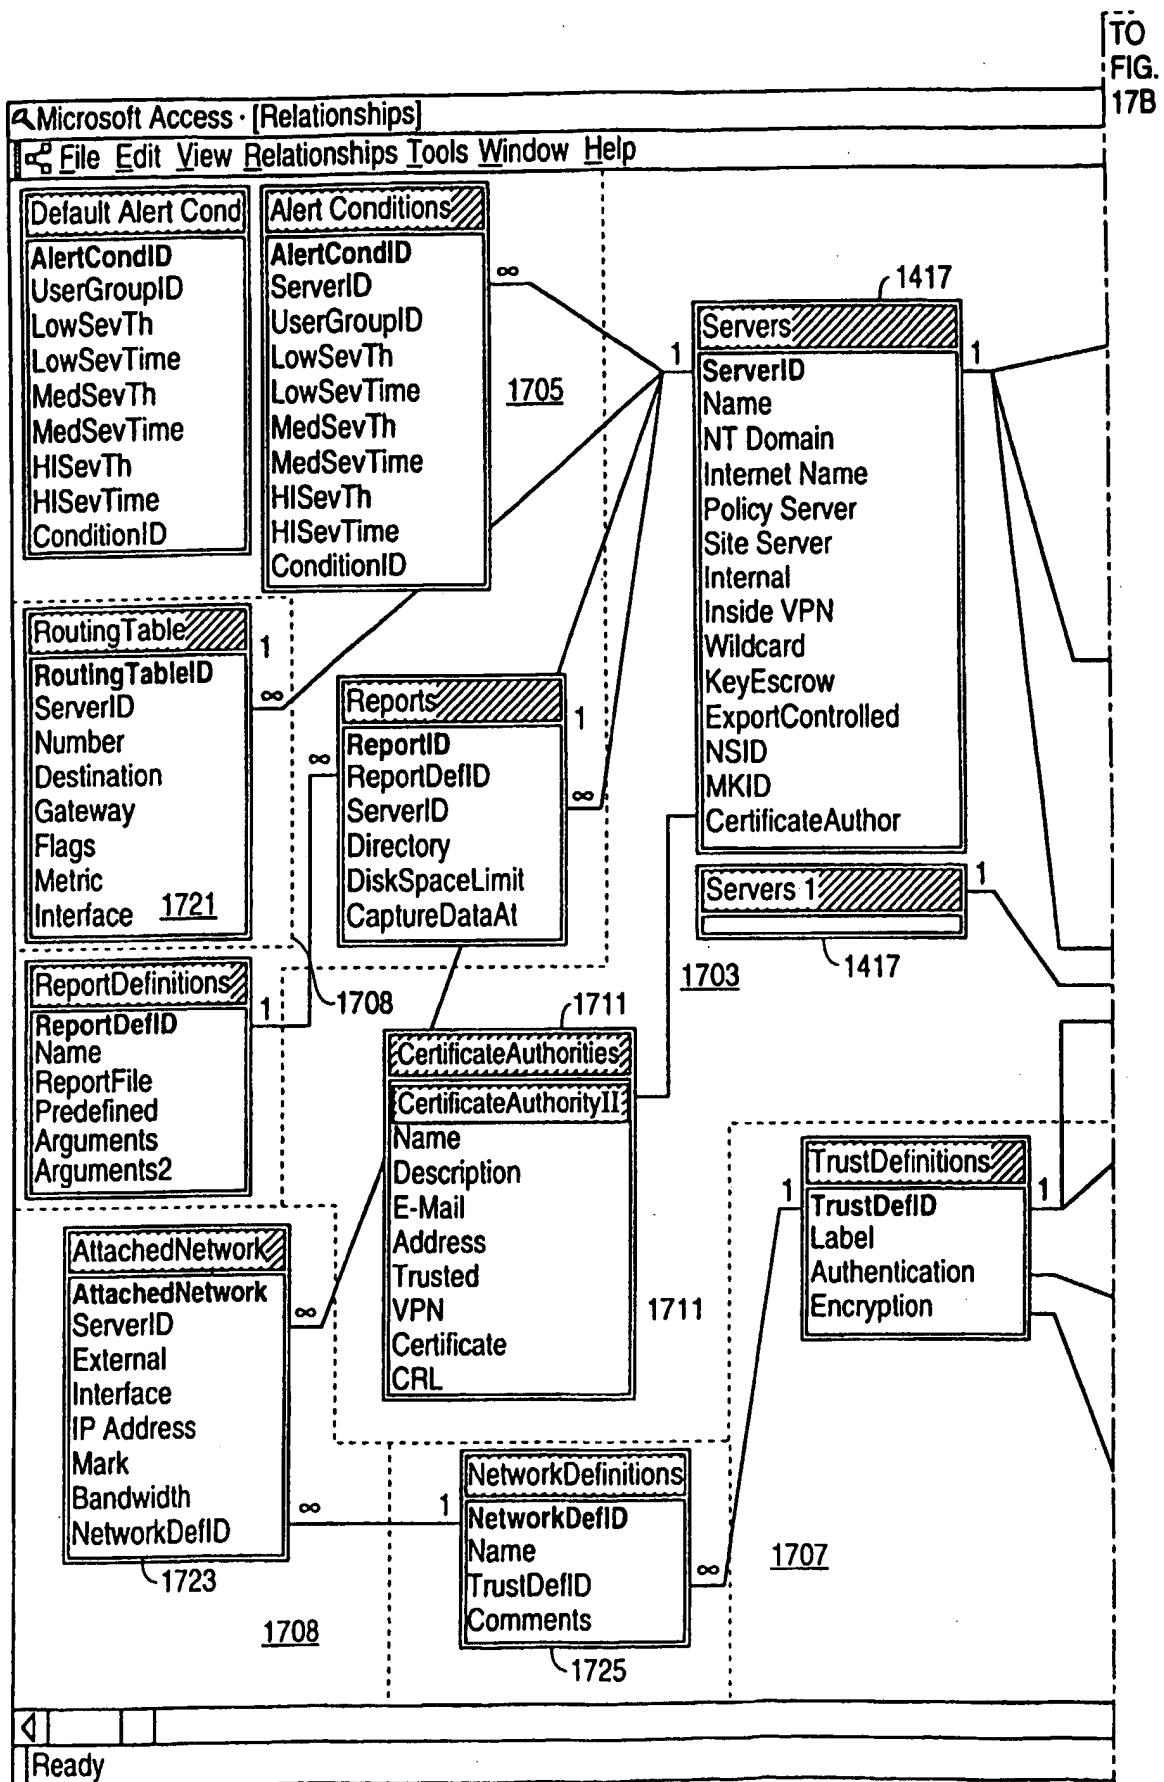 TO
FIG.
17B
Microsoft Access · [Relationships]
File Edit View Relationships Tools Window Help
Default Alert Cond
AlertCondID
UserGroupID
LowSevTh
LowSevTime
MedSevTh
MedSevTime
HISevTh
HISevTime
ConditionID
Alert Conditions
AlertCondID
ServerID
UserGroupID
LowSevTh
LowSevTime
MedSevTh
MedSevTime
HISevTh
HISevTime
ConditionID
∞
1705
1417
1
Servers
1
ServerID
Name
NT Domain
Internet Name
Policy Server
Site Server
Internal
Inside VPN
Wildcard
KeyEscrow
ExportControlled
NSID
MKID
CertificateAuthor
Servers 1
1
1417
RoutingTable
1
RoutingTableID
∞
ServerID
Number
Destination
Gateway
Flags
Metric
Interface
1721
Reports
1
ReportID
∞
ReportDefID
ServerID
∞
Directory
DiskSpaceLimit
CaptureDataAt
1708
1703
ReportDefinitions
1
ReportDefID
Name
ReportFile
Predefined
Arguments
Arguments2
1711
CertificateAuthorities
CertificateAuthorityII
Name
Description
E-Mail
Address
Trusted
VPN
Certificate
CRL
1711
TrustDefinitions
1
1
TrustDefID
Label
Authentication
Encryption
AttachedNetwork
AttachedNetwork
∞
ServerID
External
Interface
IP Address
Mark
Bandwidth
NetworkDefID
∞
1
1723
1708
NetworkDefinitions
NetworkDefID
Name
TrustDefID
∞
Comments
1725
1707
Ready